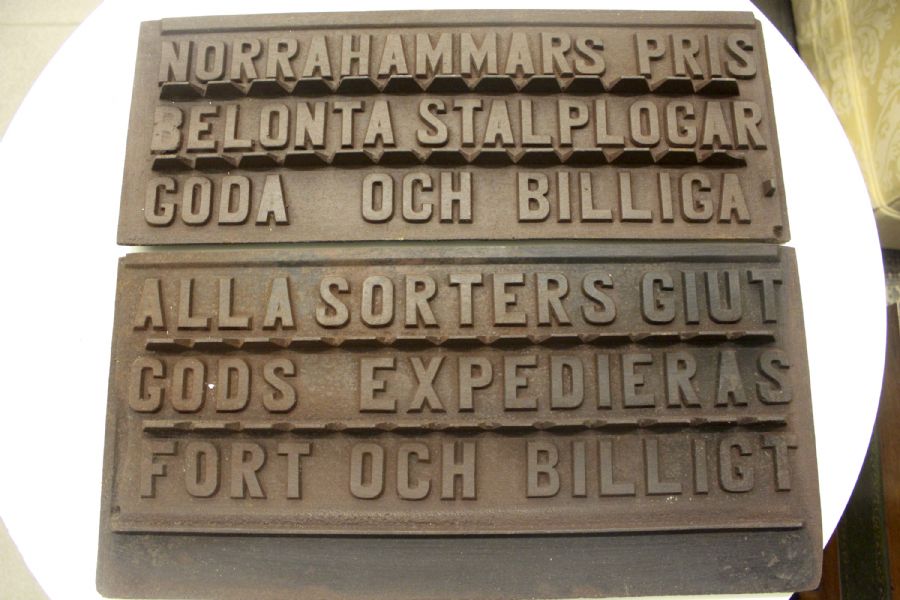 NORRAHAMMARS PRIS
BELONTA STALPLOGAR
GODA OCH BILLIGA
ALLA SORTERS GIUT
GODS EXPEDIERAS
FORT OCH BILLIGT